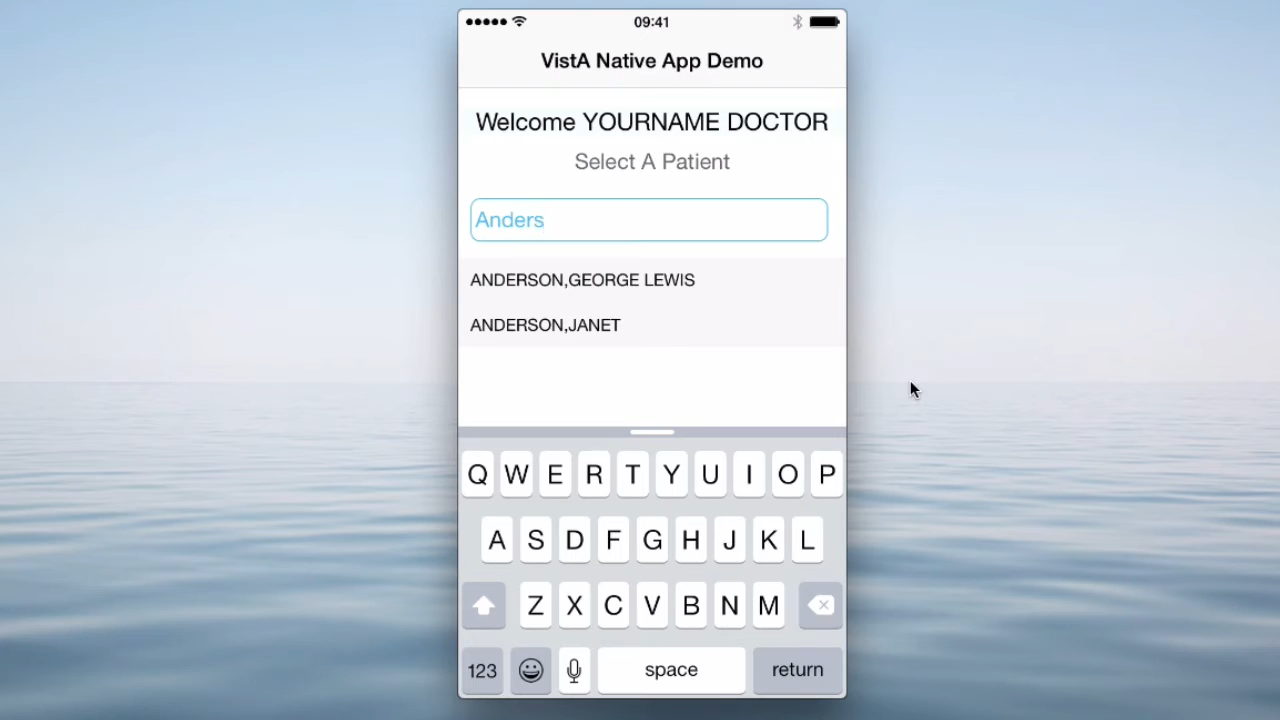 09:41
VistA Native App Demo
Welcome YOURNAME DOCTOR
Select A Patient
Anders
ANDERSON,GEORGE LEWIS
ANDERSON,JANET
Q W E R T Y U I O P
A S D F G H J K L
Z X C V B N M
123 space return